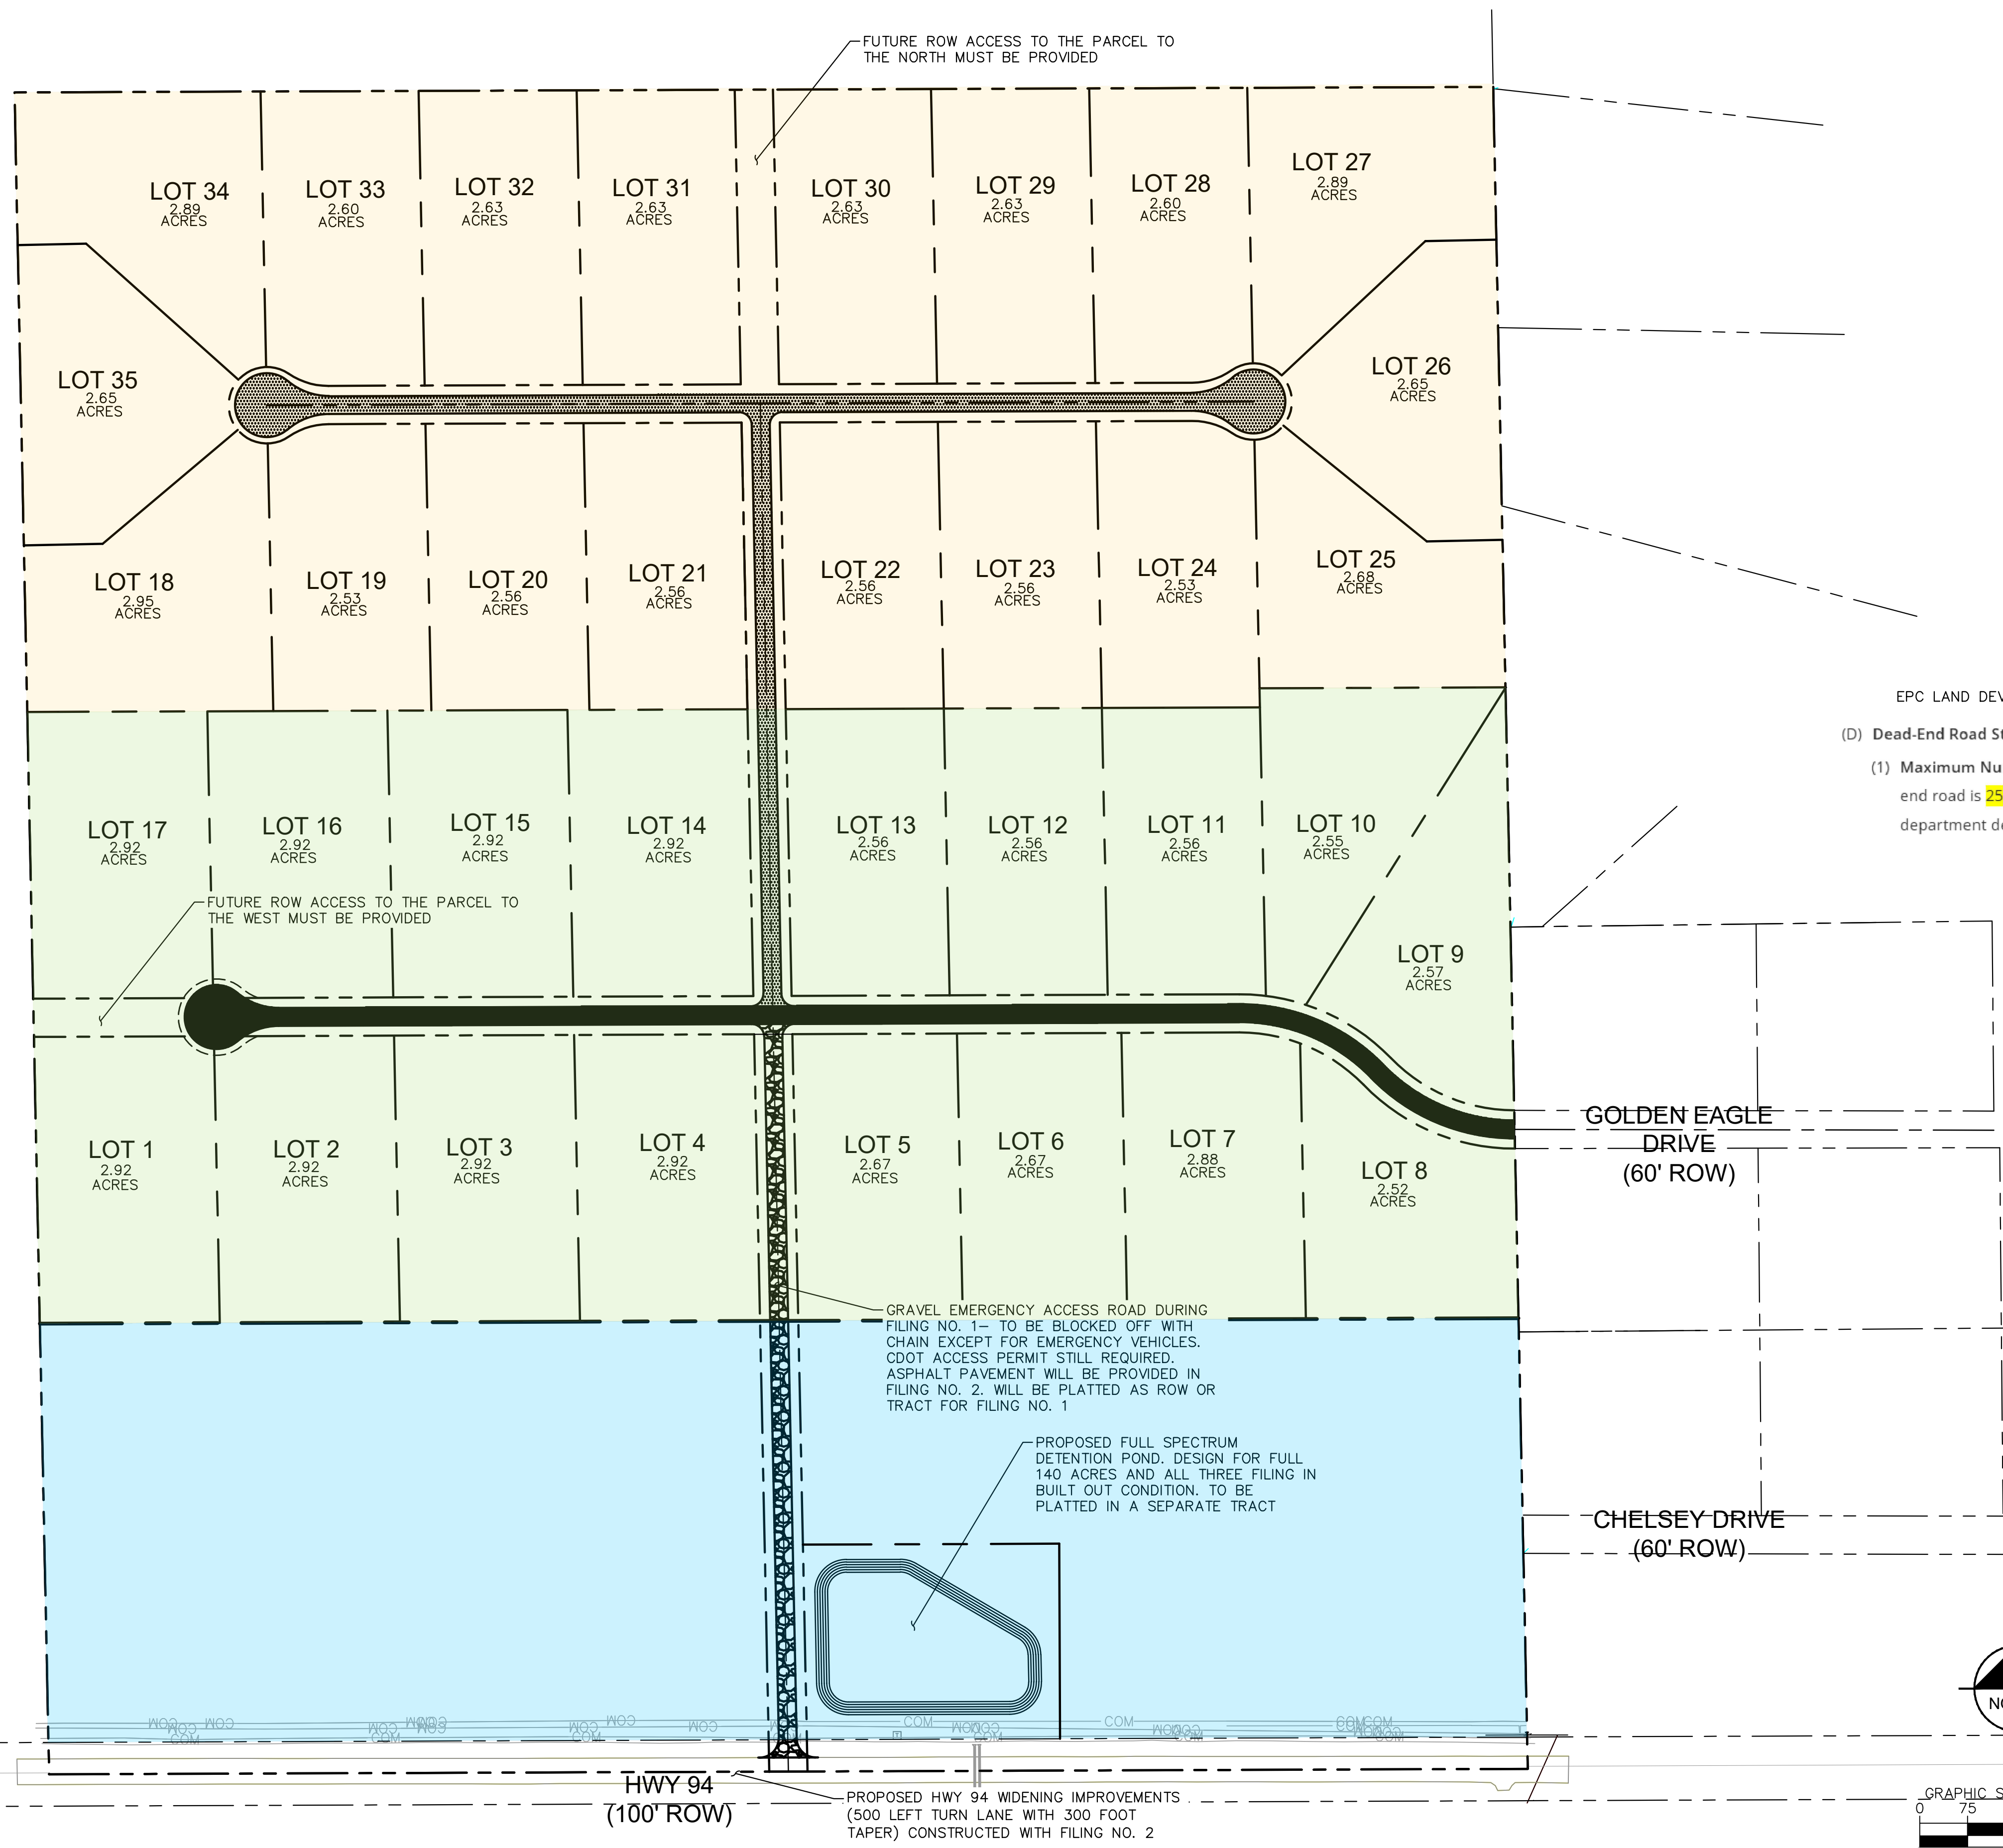 FUTURE ROW ACCESS TO THE PARCEL TO
THE NORTH MUST BE PROVIDED
LOT 34
2.89
ACRES
LOT 33
2.60
ACRES
LOT 32
2.63
ACRES
LOT 31
2.63
ACRES
LOT 30
2.63
ACRES
LOT 29
2.63
ACRES
LOT 28
2.60
ACRES
LOT 27
2.89
ACRES
LOT 35
2.65
ACRES
LOT 26
2.65
ACRES
LOT 18
2.95
ACRES
LOT 19
2.53
ACRES
LOT 20
2.56
ACRES
LOT 21
2.56
ACRES
LOT 22
2.56
ACRES
LOT 23
2.56
ACRES
LOT 24
2.53
ACRES
LOT 25
2.68
ACRES
EPC LAND DEV
(D) Dead-End Road St
(1) Maximum Nu
end road is 25
department de
LOT 17
2.92
ACRES
LOT 16
2.92
ACRES
LOT 15
2.92
ACRES
LOT 14
2.92
ACRES
LOT 13
2.56
ACRES
LOT 12
2.56
ACRES
LOT 11
2.56
ACRES
LOT 10
2.55
ACRES
FUTURE ROW ACCESS TO THE PARCEL TO
THE WEST MUST BE PROVIDED
LOT 9
2.57
ACRES
LOT 1
2.92
ACRES
LOT 2
2.92
ACRES
LOT 3
2.92
ACRES
LOT 4
2.92
ACRES
LOT 5
2.67
ACRES
LOT 6
2.67
ACRES
LOT 7
2.88
ACRES
LOT 8
2.52
ACRES
GOLDEN EAGLE
DRIVE
(60' ROW)
GRAVEL EMERGENCY ACCESS ROAD DURING
FILING NO. 1– TO BE BLOCKED OFF WITH
CHAIN EXCEPT FOR EMERGENCY VEHICLES.
CDOT ACCESS PERMIT STILL REQUIRED.
ASPHALT PAVEMENT WILL BE PROVIDED IN
FILING NO. 2. WILL BE PLATTED AS ROW OR
TRACT FOR FILING NO. 1
PROPOSED FULL SPECTRUM
DETENTION POND. DESIGN FOR FULL
140 ACRES AND ALL THREE FILING IN
BUILT OUT CONDITION. TO BE
PLATTED IN A SEPARATE TRACT
CHELSEY DRIVE
(60' ROW)
NO
COM COM COM COM COM COM COM COM COM COM
HWY 94
(100' ROW)
PROPOSED HWY 94 WIDENING IMPROVEMENTS
(500 LEFT TURN LANE WITH 300 FOOT
TAPER) CONSTRUCTED WITH FILING NO. 2
GRAPHIC S
0 75